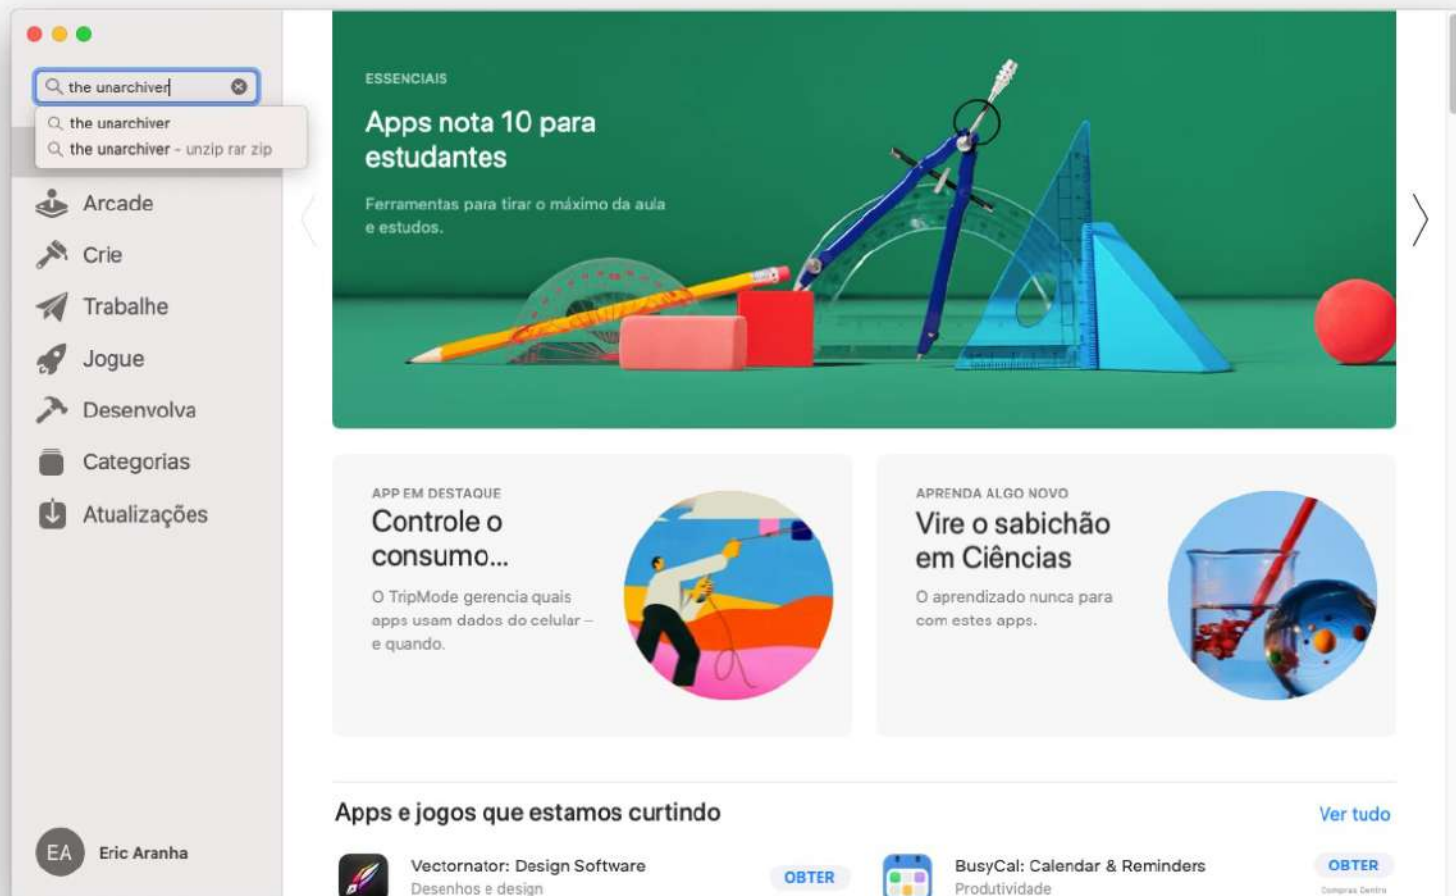 the unarchiver
the unarchiver
the unarchiver – unzip rar zip
Arcade
Crie
Trabalhe
Jogue
Desenvolva
Categorias
Atualizações
EA
Eric Aranha
ESSENCIAIS
Apps nota 10 para
estudantes
Ferramentas para tirar o máximo da aula
e estudos.
APP EM DESTAQUE
Controle o
consumo...
O TripMode gerencia quais
apps usam dados do celular –
e quando.
APRENDA ALGO NOVO
Vire o sabichão
em Ciências
O aprendizado nunca para
com estes apps.
Apps e jogos que estamos curtindo
Ver tudo
Vectornator: Design Software
Desenhos e design
OBTER
BusyCal: Calendar & Reminders
Produtividade
OBTER
Compras Dentro